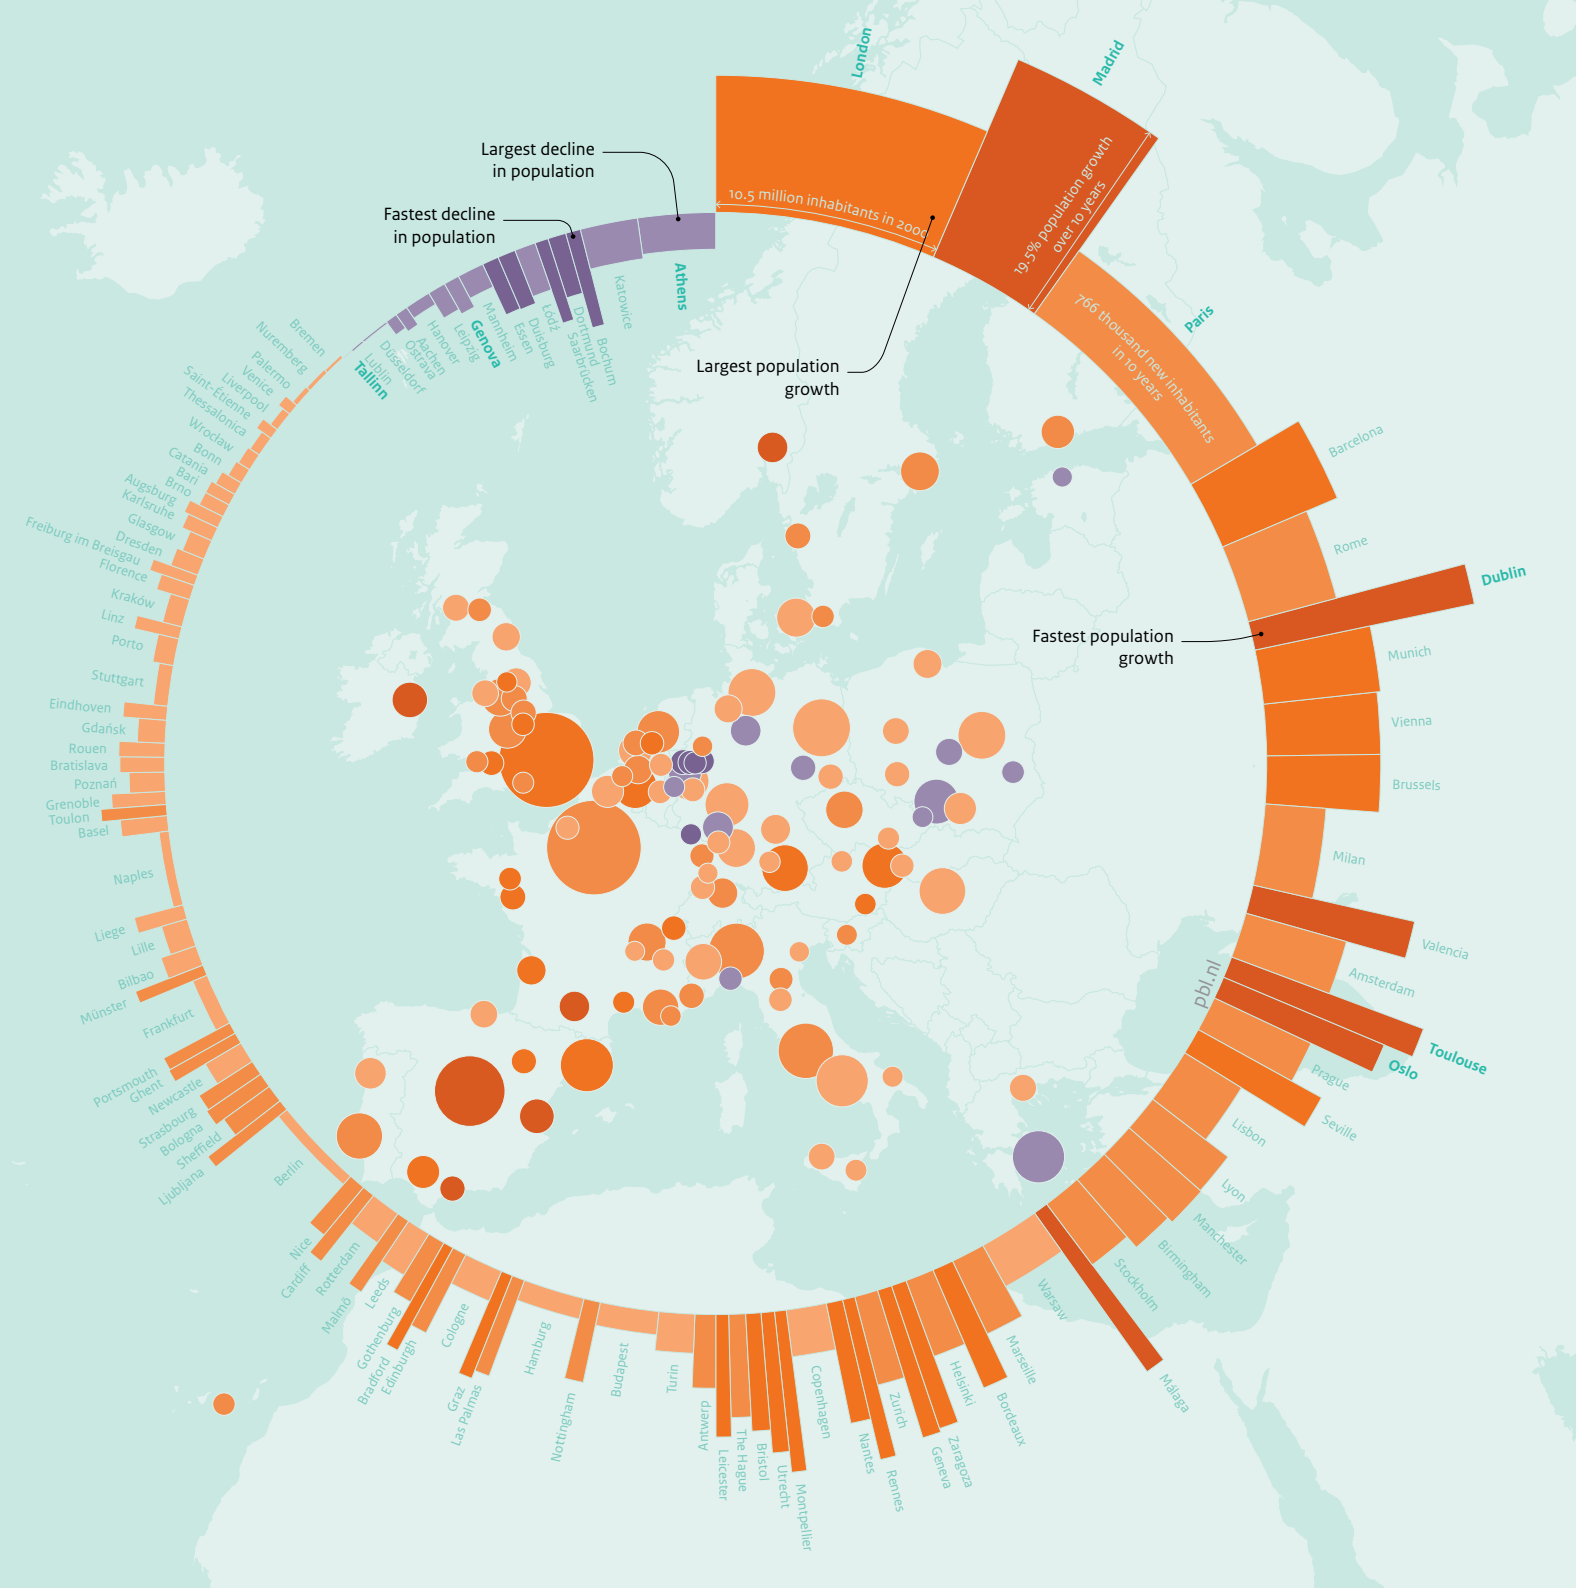 London
Madrid
10.5 million inhabitants in 2000
19.5% population growth
over 10 years
Largest decline
in population
Fastest decline
in population
Paris
766 thousand new inhabitants
in 10 years
Largest population
growth
Barcelona
Rome
Dublin
Fastest population
growth
Munich
Vienna
Brussels
Milan
Valencia
Amsterdam
pbl.nl
Toulouse
Oslo
Prague
Seville
Lisbon
Lyon
Manchester
Birmingham
Stockholm
Málaga
Warsaw
Marseille
Bordeaux
Helsinki
Zaragoza
Geneva
Zurich
Rennes
Nantes
Copenhagen
Montpellier
Utrecht
Bristol
The Hague
Leicester
Antwerp
Turin
Budapest
Nottingham
Hamburg
Las Palmas
Graz
Cologne
Edinburgh
Bradford
Gothenburg
Leeds
Malmö
Rotterdam
Cardiff
Nice
Berlin
Ljubljana
Sheffield
Bologna
Strasbourg
Newcastle
Ghent
Portsmouth
Frankfurt
Münster
Bilbao
Lille
Liege
Naples
Basel
Toulon
Grenoble
Poznań
Bratislava
Rouen
Gdańsk
Eindhoven
Stuttgart
Porto
Linz
Kraków
Florence
Freiburg im Breisgau
Dresden
Glasgow
Karlsruhe
Augsburg
Brno
Bari
Catania
Bonn
Wrocław
Thessalonica
Saint-Étienne
Liverpool
Venice
Palermo
Nuremberg
Bremen
Tallinn
Lublin
Düsseldorf
Ostrava
Aachen
Hanover
Leipzig
Genova
Mannheim
Essen
Duisburg
Łódź
Saarbrücken
Dortmund
Bochum
Katowice
Athens